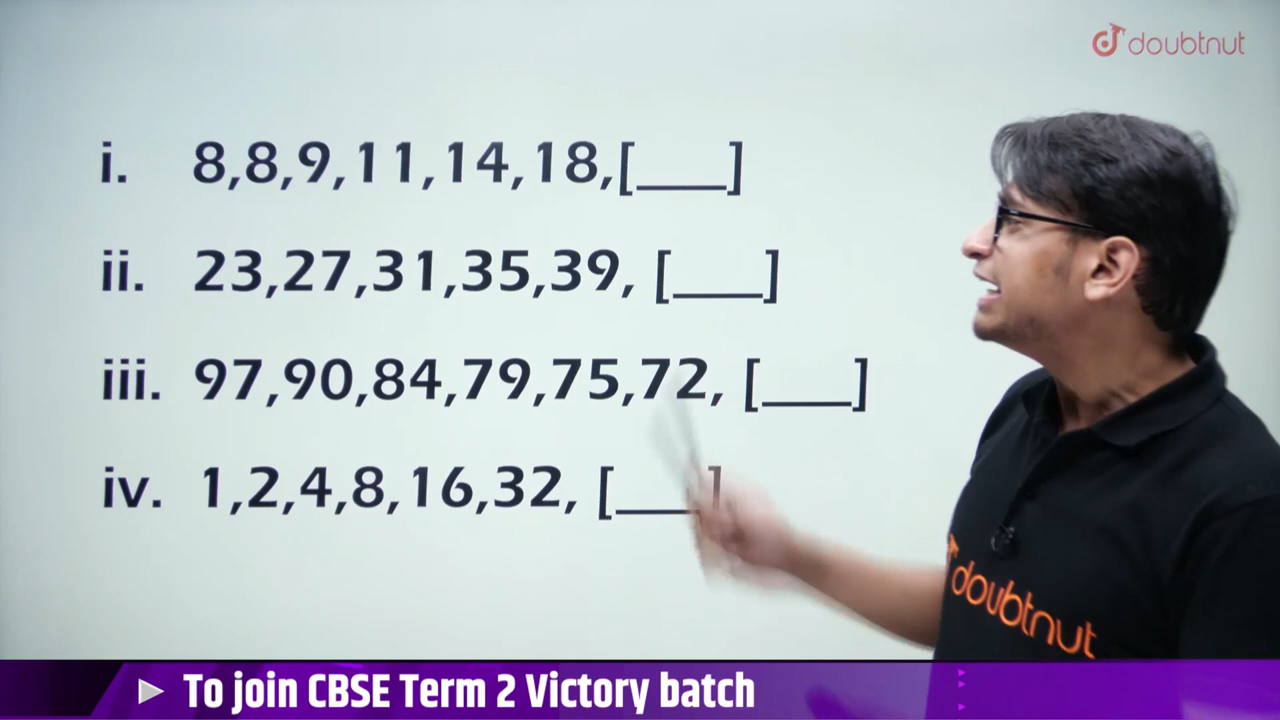 doubtnut
i. 8,8,9,11,14,18,[___]
ii. 23,27,31,35,39, [___]
iii. 97,90,84,79,75,72, [___]
iv. 1,2,4,8,16,32, [___]
doubtnut
To join CBSE Term 2 Victory batch